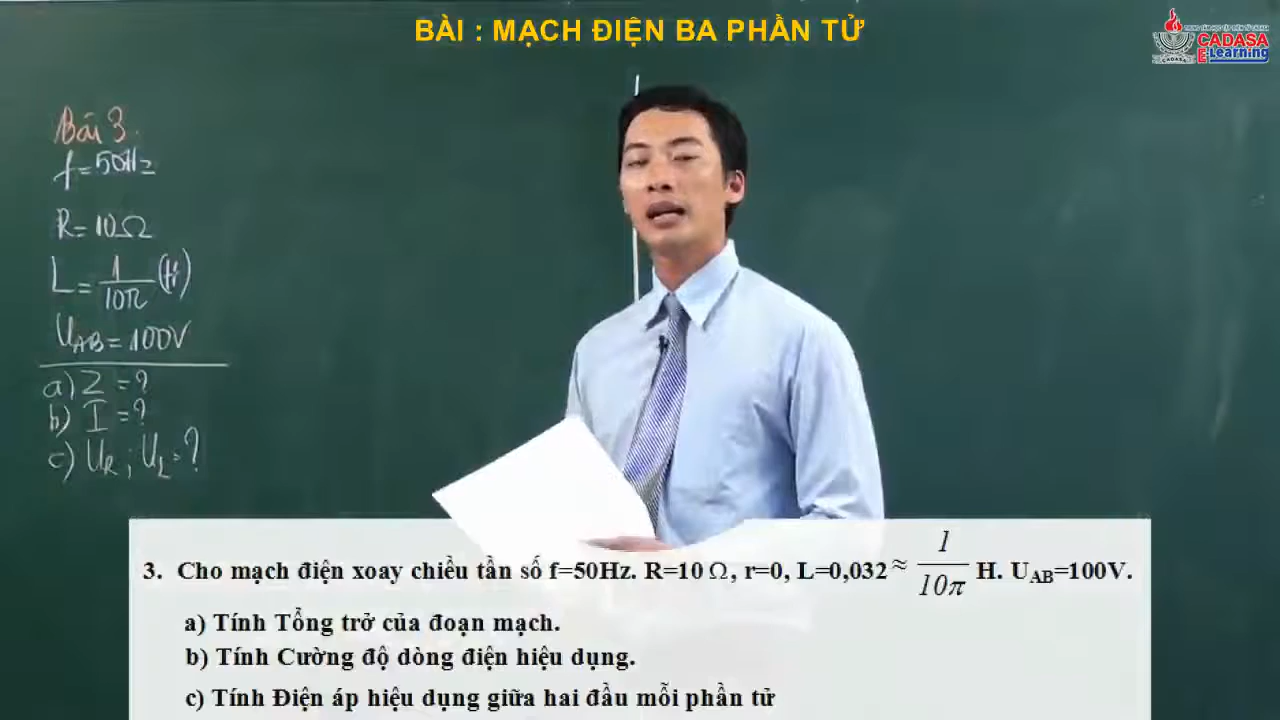 BÀI : MẠCH ĐIỆN BA PHẦN TỬ
CADASA
E-Learning
Bài 3:
f = 50Hz
R = 10Ω
L = 1/10π (H)
U_AB = 100V
a) Z = ?
b) I = ?
c) U_R ; U_L = ?
3. Cho mạch điện xoay chiều tần số f=50Hz. R=10 Ω, r=0, L=0,032 ≈ 1/10π H. U_AB=100V.
a) Tính Tổng trở của đoạn mạch.
b) Tính Cường độ dòng điện hiệu dụng.
c) Tính Điện áp hiệu dụng giữa hai đầu mỗi phần tử